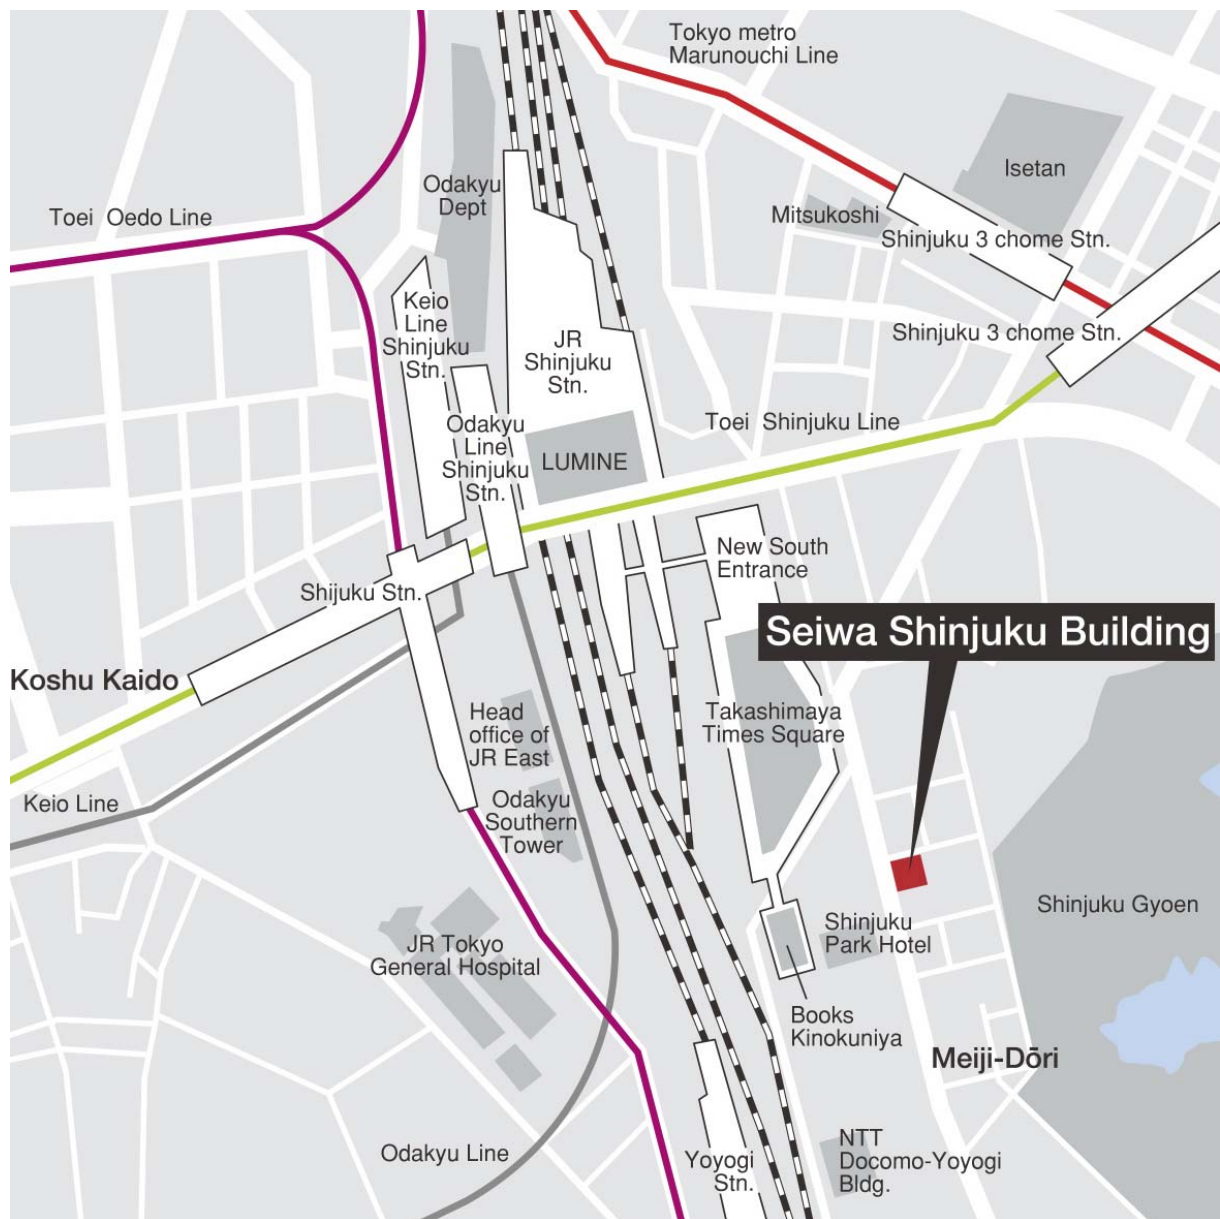 Tokyo metro
Marunouchi Line
Isetan
Odakyu
Dept
Toei Oedo Line
Mitsukoshi
Shinjuku 3 chome Stn.
Keio
Line
Shinjuku
Stn.
JR
Shinjuku
Stn.
Shinjuku 3 chome Stn.
Odakyu
Line
Shinjuku
Stn.
Toei Shinjuku Line
LUMINE
New South
Entrance
Shijuku Stn.
Seiwa Shinjuku Building
Koshu Kaido
Head
office of
JR East
Takashimaya
Times Square
Keio Line
Odakyu
Southern
Tower
Shinjuku Gyoen
Shinjuku
Park Hotel
JR Tokyo
General Hospital
Books
Kinokuniya
Meiji-Dōri
Odakyu Line
Yoyogi
Stn.
NTT
Docomo-Yoyogi
Bldg.